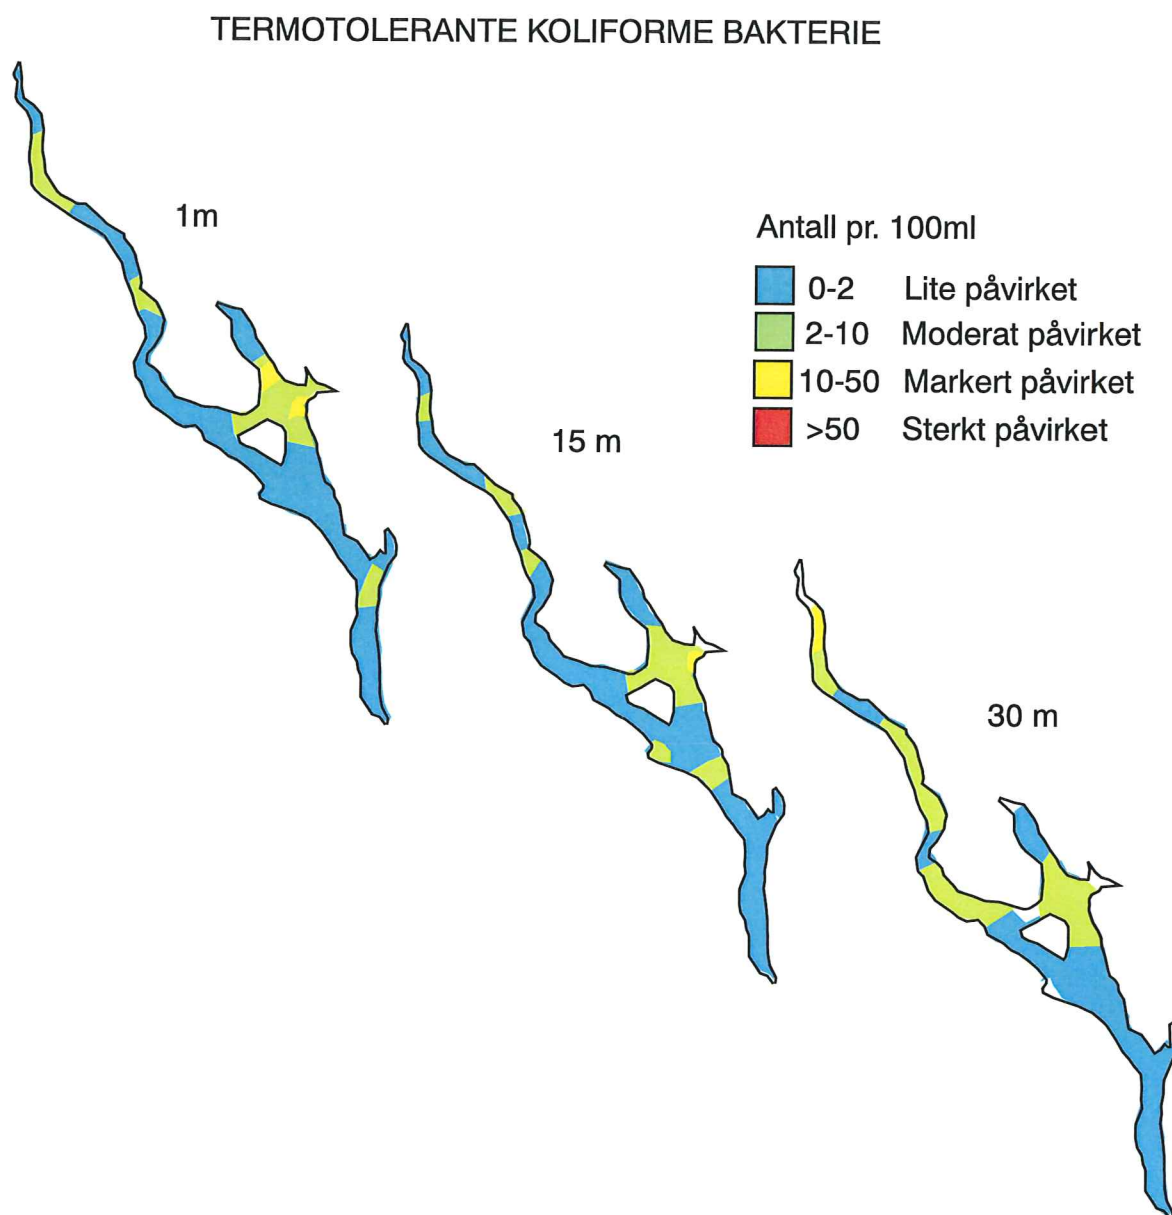 TERMOTOLERANTE KOLIFORME BAKTERIE
1m
Antall pr. 100ml
0-2 Lite påvirket
2-10 Moderat påvirket
10-50 Markert påvirket
>50 Sterkt påvirket
15 m
30 m